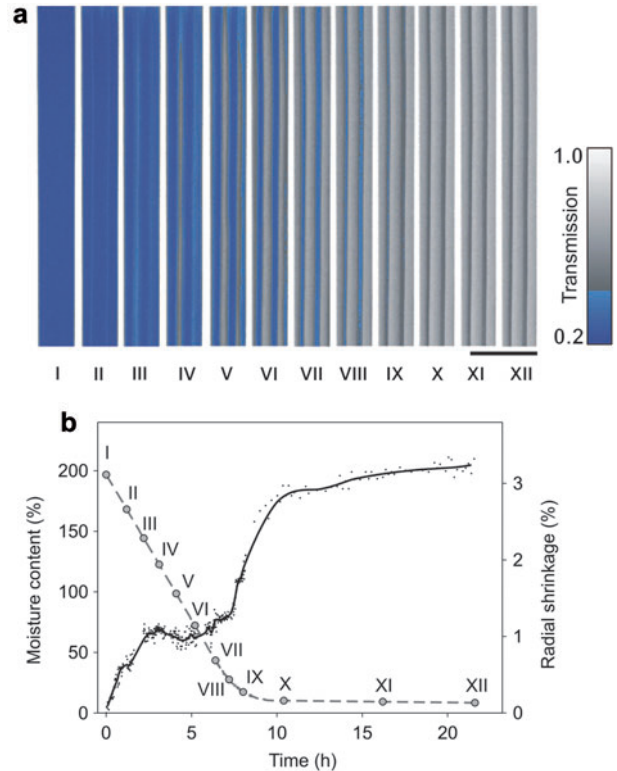 a
1.0
Transmission
0.2
I II III IV V VI VII VIII IX X XI XII
b
Moisture content (%)
200
150
100
50
0
I
II
III
IV
V
VI
VII
VIII
IX
X
XI
XII
3
2
1
0
Radial shrinkage (%)
0 5 10 15 20
Time (h)